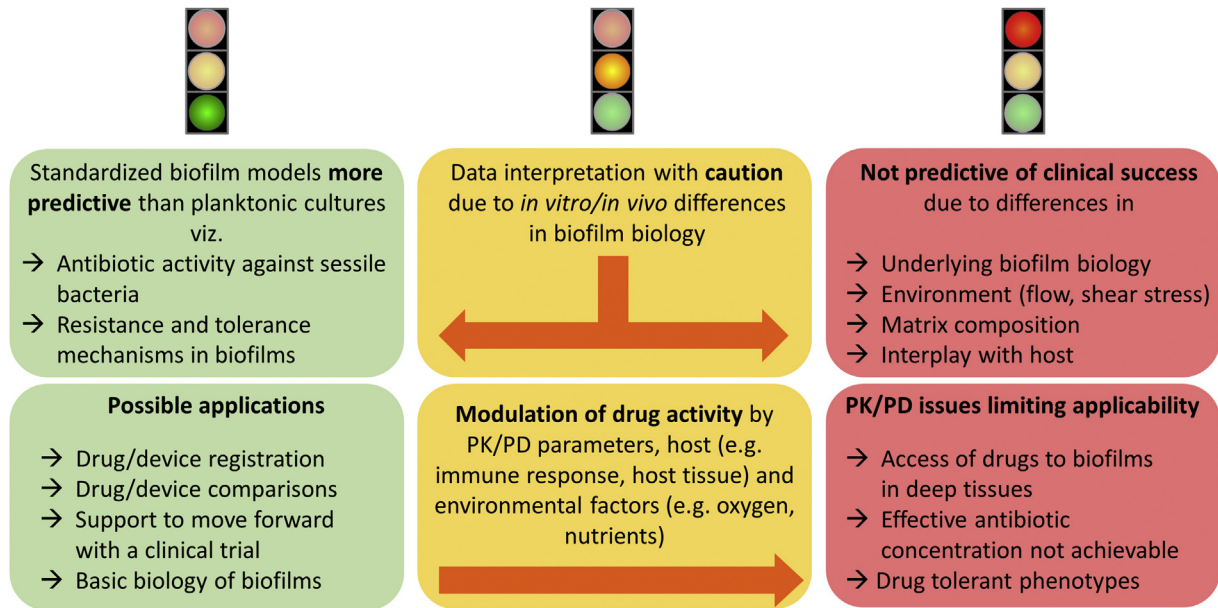 Standardized biofilm models more
predictive than planktonic cultures
viz.
→ Antibiotic activity against sessile
bacteria
→ Resistance and tolerance
mechanisms in biofilms
Possible applications
→ Drug/device registration
→ Drug/device comparisons
→ Support to move forward
with a clinical trial
→ Basic biology of biofilms
Data interpretation with caution
due to in vitro/in vivo differences
in biofilm biology
Modulation of drug activity by
PK/PD parameters, host (e.g.
immune response, host tissue) and
environmental factors (e.g. oxygen,
nutrients)
Not predictive of clinical success
due to differences in
→ Underlying biofilm biology
→ Environment (flow, shear stress)
→ Matrix composition
→ Interplay with host
PK/PD issues limiting applicability
→ Access of drugs to biofilms
in deep tissues
→ Effective antibiotic
concentration not achievable
→ Drug tolerant phenotypes